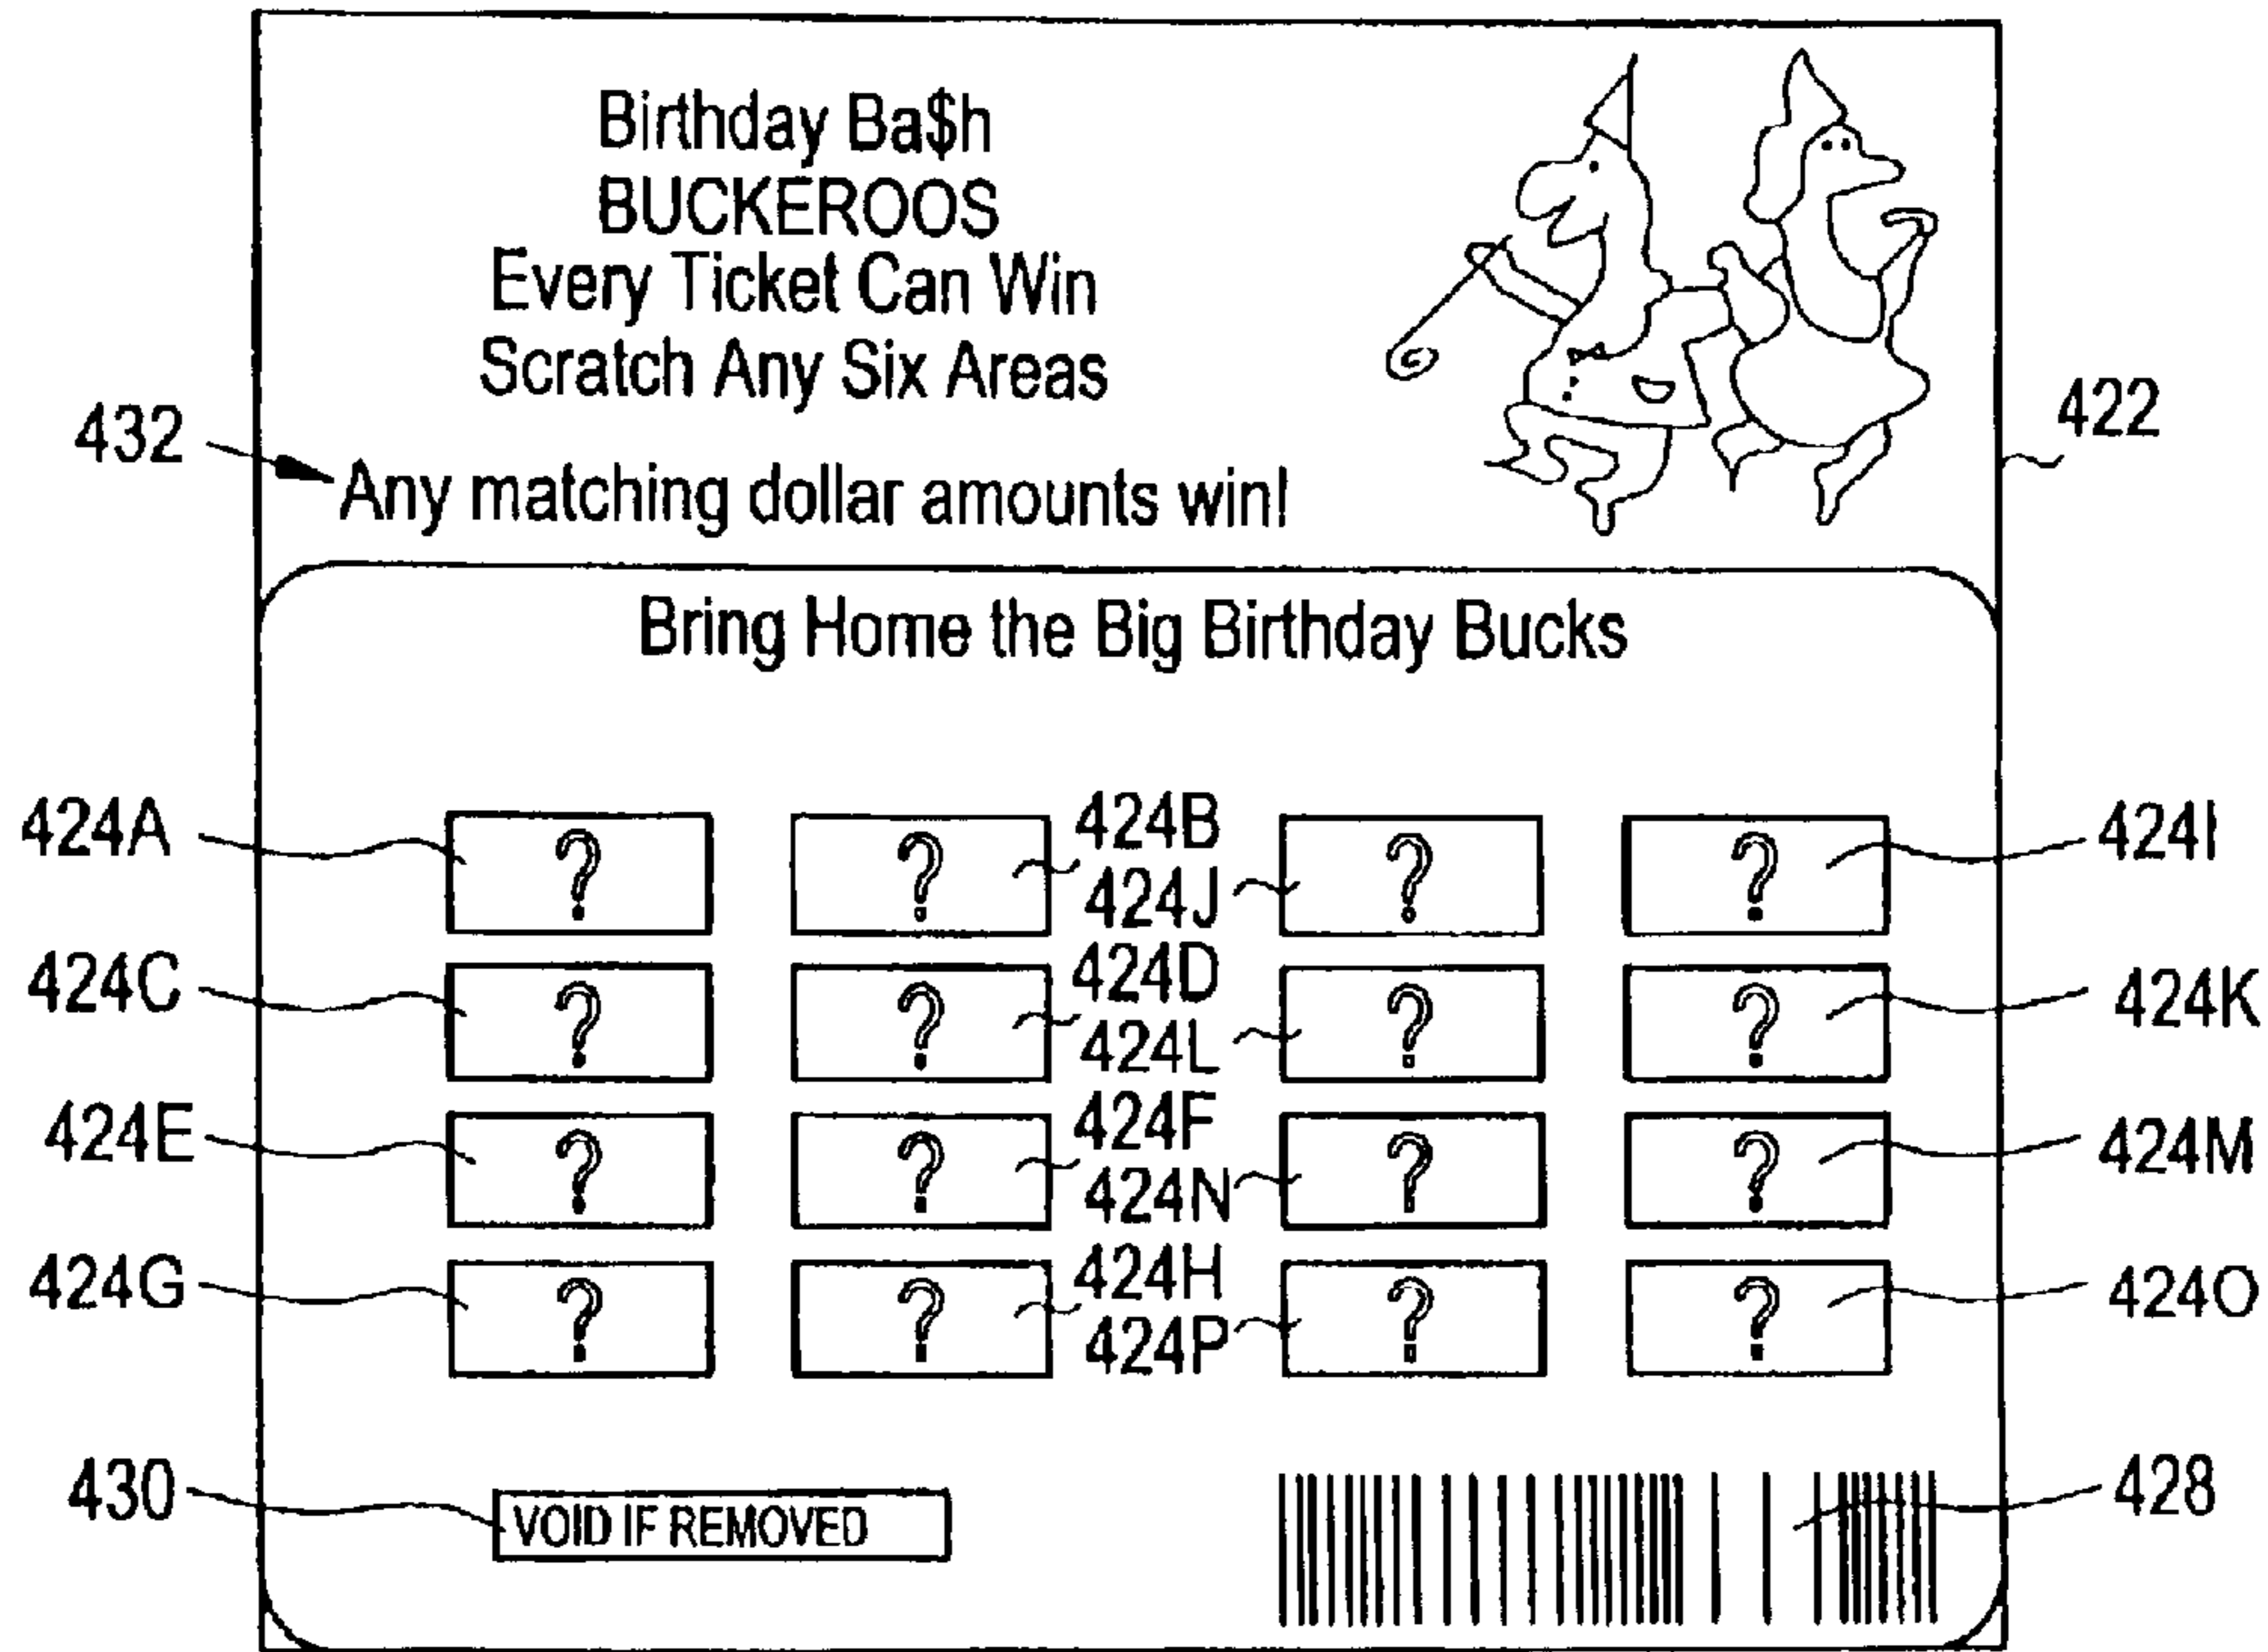 Birthday Ba$h
BUCKEROOS
Every Ticket Can Win
Scratch Any Six Areas
422
432
Any matching dollar amounts win!
Bring Home the Big Birthday Bucks
424A ? ? 424B ? ? 424I
424J
424C ? ? 424D ? ? 424K
424L
424E ? ? 424F ? ? 424M
424N
424G ? ? 424H ? ? 424O
424P
430 VOID IF REMOVED 428